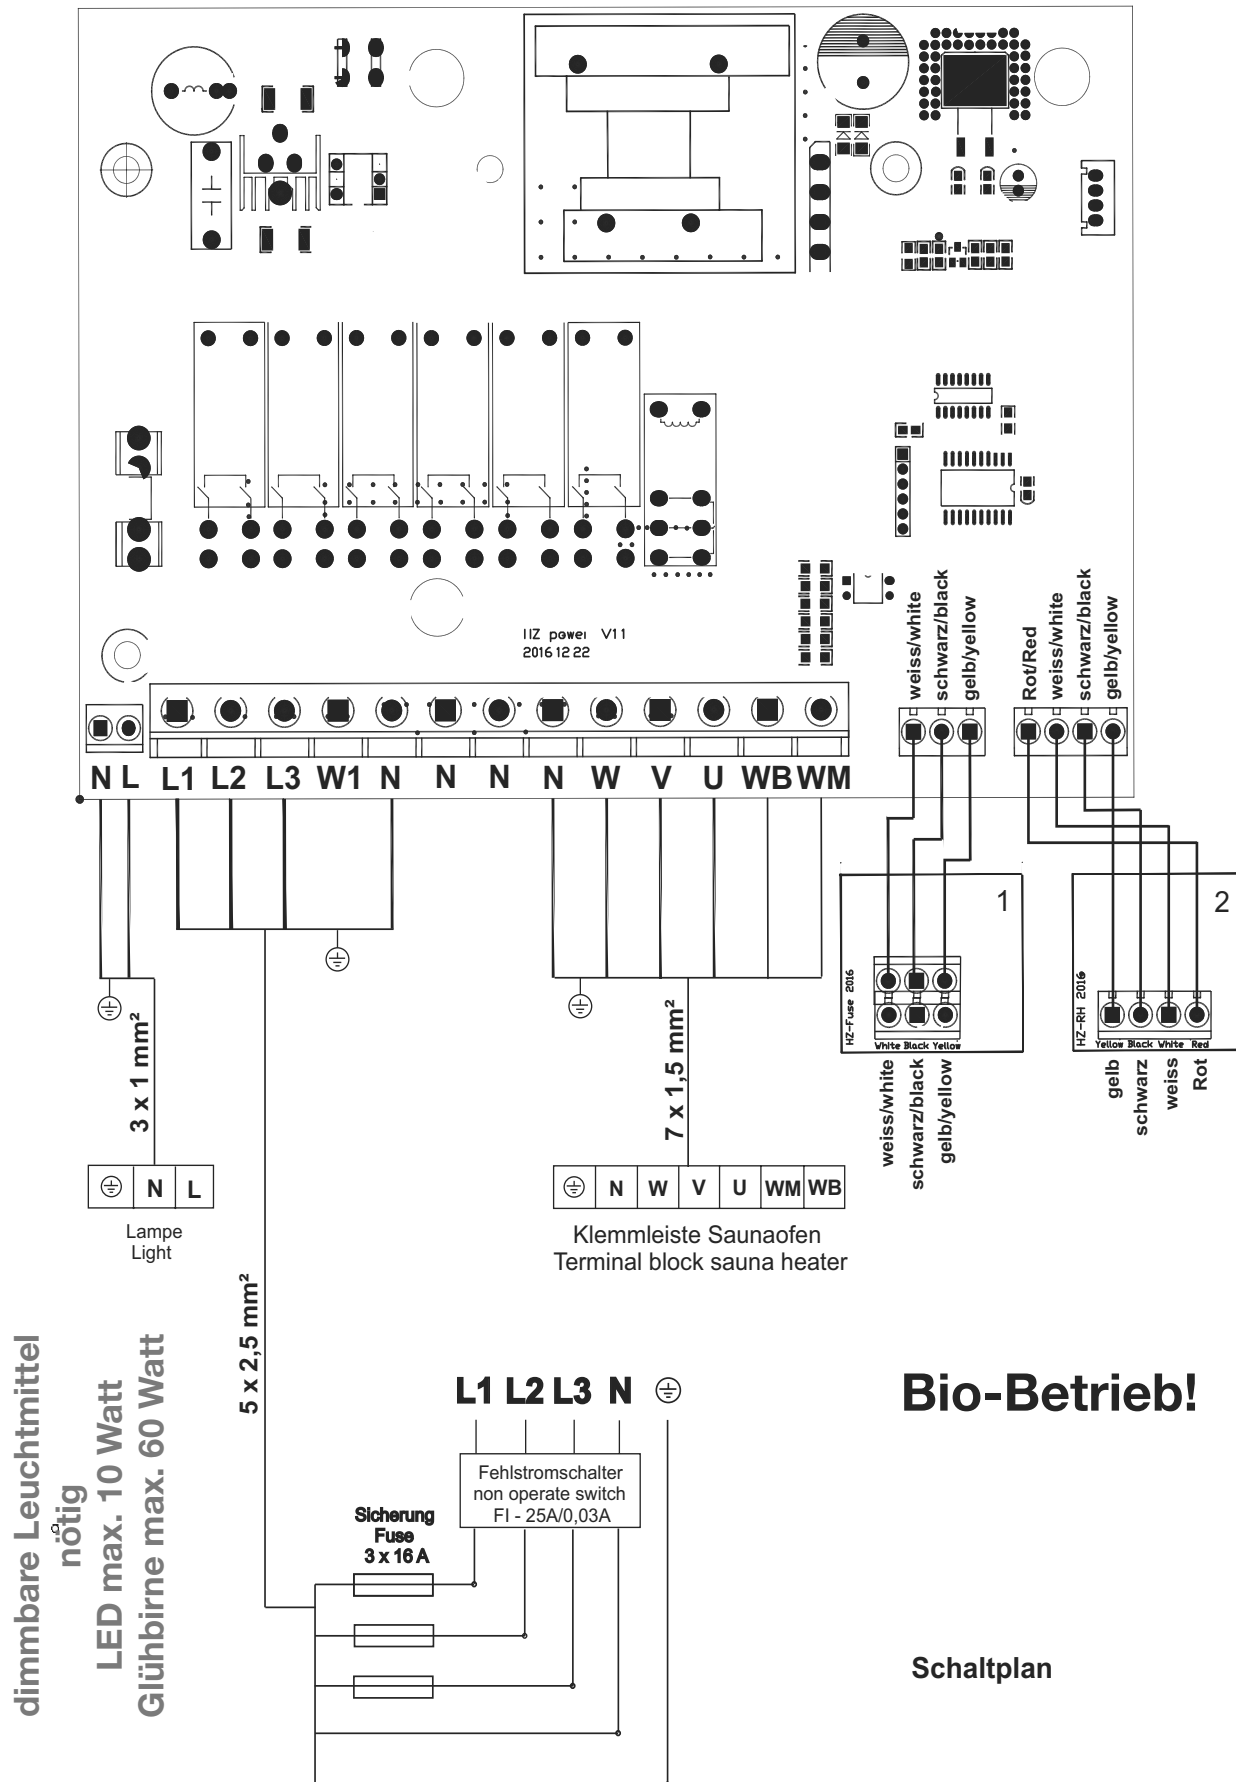 HZ power V11
2016 12 22
weiss/white
schwarz/black
gelb/yellow
Rot/Red
weiss/white
schwarz/black
gelb/yellow
N L L1 L2 L3 W1 N N N N W V U WB WM
1
HZ-Fuse 2016
White Black Yellow
weiss/white
schwarz/black
gelb/yellow
2
HZ-RH 2016
Yellow Black White Red
gelb
schwarz
weiss
Rot
3 x 1 mm²
7 x 1,5 mm²
N L
Lampe
Light
N W V U WM WB
Klemmleiste Saunaofen
Terminal block sauna heater
5 x 2,5 mm²
dimmbare Leuchtmittel
nötig
LED max. 10 Watt
Glühbirne max. 60 Watt
L1 L2 L3 N
Fehlstromschalter
non operate switch
FI - 25A/0,03A
Sicherung
Fuse
3 x 16 A
Bio-Betrieb!
Schaltplan